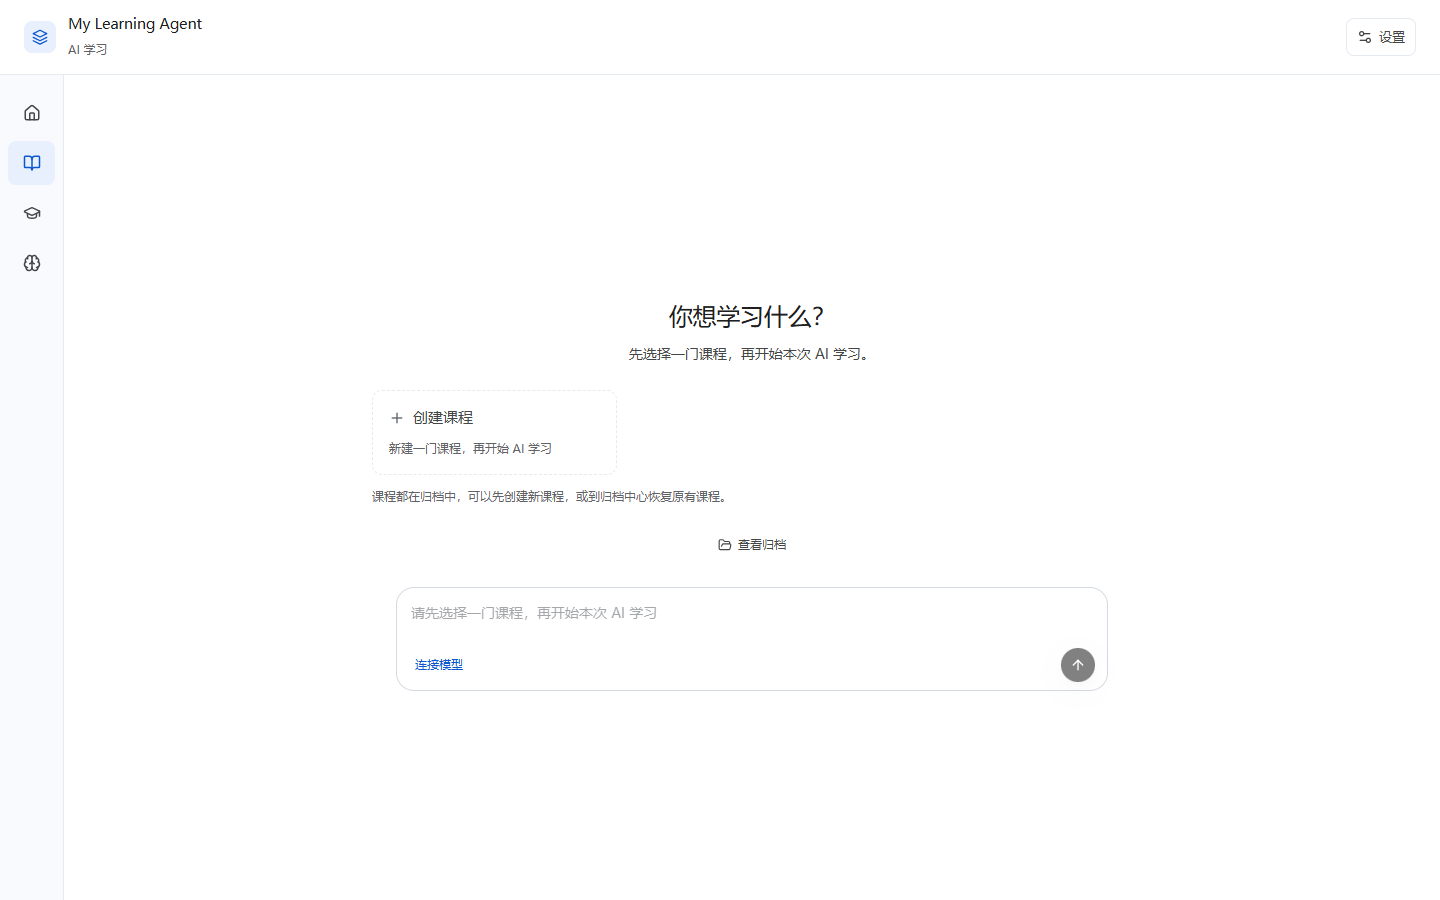 My Learning Agent
AI 学习
设置
你想学习什么？
先选择一门课程，再开始本次 AI 学习。
创建课程
新建一门课程，再开始 AI 学习
课程都在归档中，可以先创建新课程，或到归档中心恢复原有课程。
查看归档
请先选择一门课程，再开始本次 AI 学习
连接模型